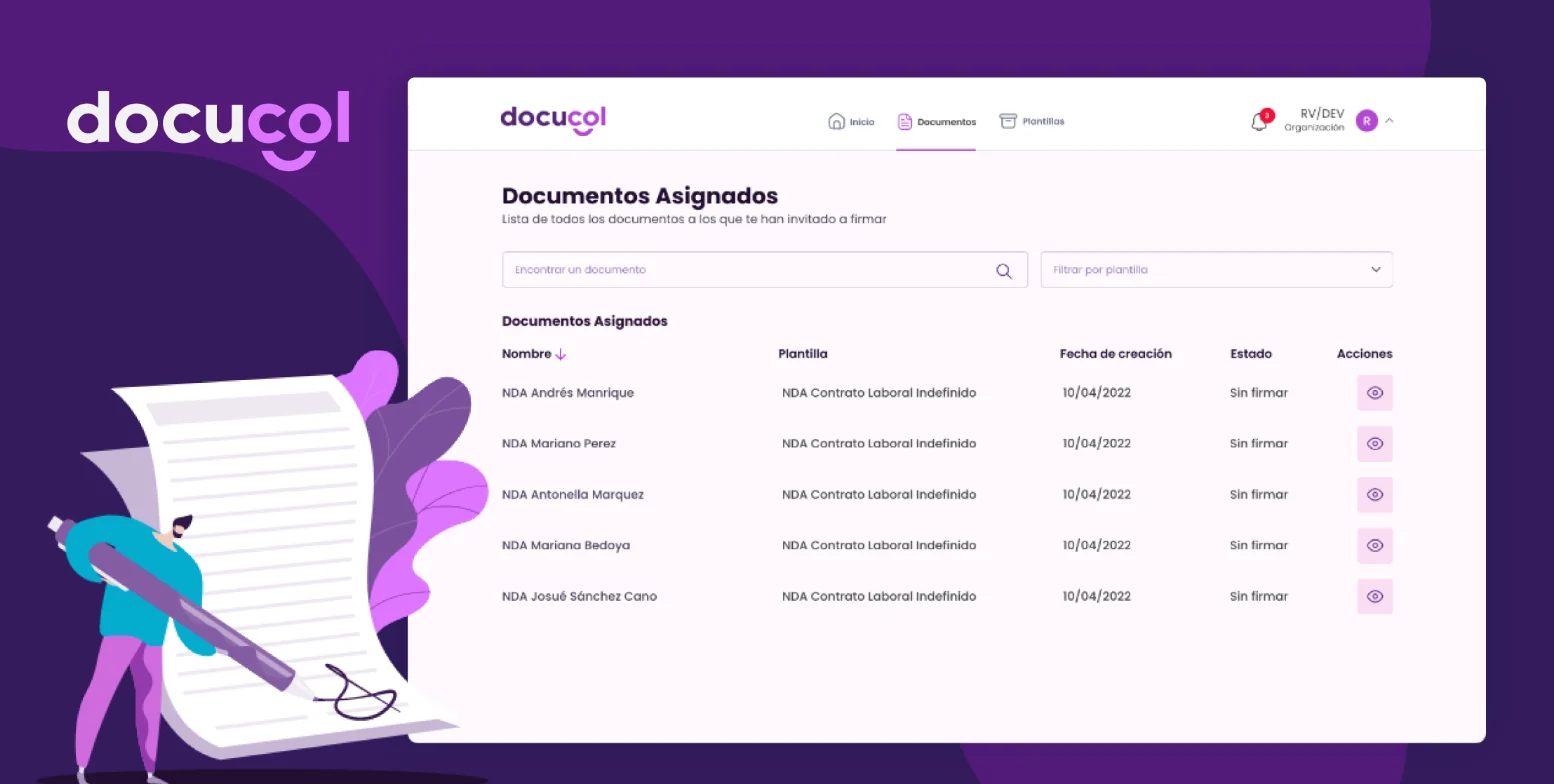 docucol
docucol
Inicio
Documentos
Plantillas
3
RV/DEV
Organización
R
Documentos Asignados
Lista de todos los documentos a los que te han invitado a firmar
Encontrar un documento
Filtrar por plantilla
Documentos Asignados
Nombre Plantilla Fecha de creación Estado Acciones
NDA Andrés Manrique NDA Contrato Laboral Indefinido 10/04/2022 Sin firmar
NDA Mariano Perez NDA Contrato Laboral Indefinido 10/04/2022 Sin firmar
NDA Antonella Marquez NDA Contrato Laboral Indefinido 10/04/2022 Sin firmar
NDA Mariana Bedoya NDA Contrato Laboral Indefinido 10/04/2022 Sin firmar
NDA Josué Sánchez Cano NDA Contrato Laboral Indefinido 10/04/2022 Sin firmar